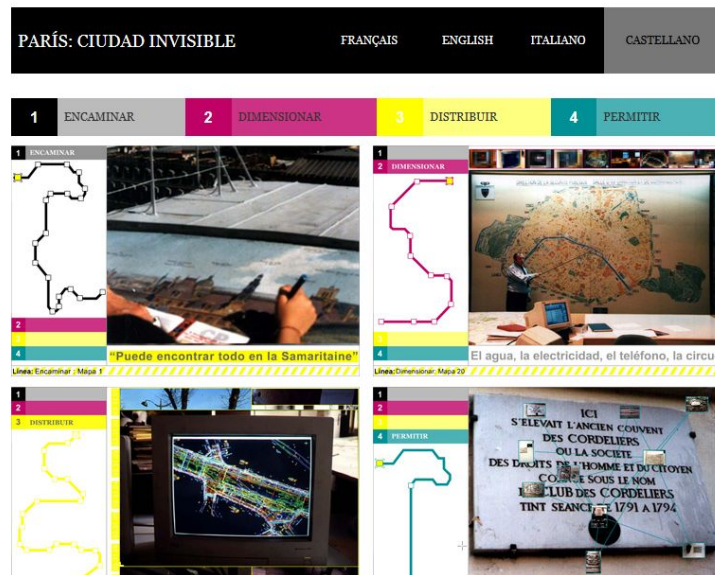 PARÍS: CIUDAD INVISIBLE
FRANÇAIS
ENGLISH
ITALIANO
CASTELLANO
1 ENCAMINAR
2 DIMENSIONAR
3 DISTRIBUIR
4 PERMITIR
1 ENCAMINAR
2
3
4
"Puede encontrar todo en la Samaritaine"
Línea: Encaminar : Mapa 1
1
2 DIMENSIONAR
3
4
El agua, la electricidad, el teléfono, la circu
Línea: Dimensionar: Mapa 20
1
2
3 DISTRIBUIR
1
2
3
4 PERMITIR
ICI
S'ELEVAIT L'ANCIEN COUVENT
DES CORDELIERS
OU LA SOCIETE
DES DROITS DE L'HOMME ET DU CITOYEN
SOUS LE NOM
CLUB DES CORDELIERS
TINT SEANCE 1791 A 1794